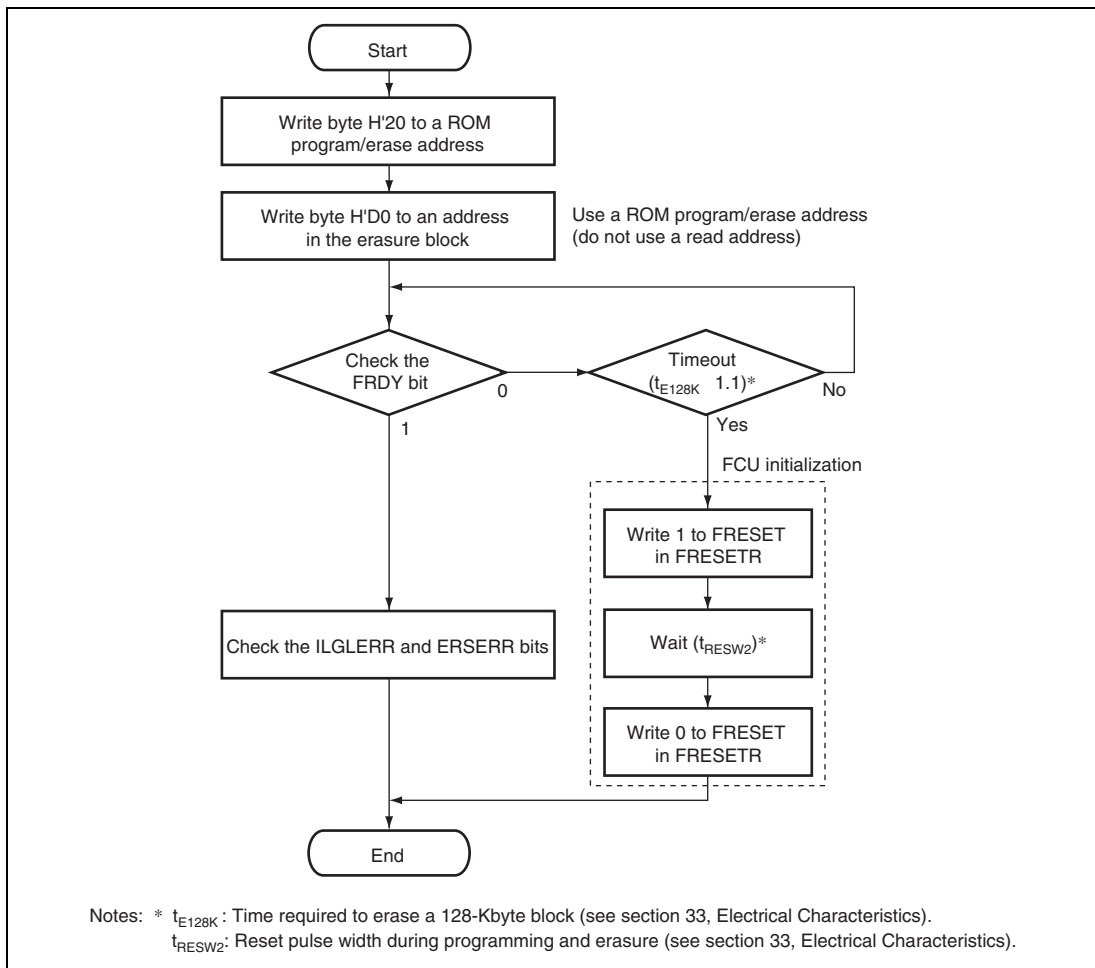 Start
Write byte H'20 to a ROM
program/erase address
Write byte H'D0 to an address
in the erasure block
Use a ROM program/erase address
(do not use a read address)
Check the
FRDY bit
0
1
Timeout
(tE128K 1.1)*
No
Yes
FCU initialization
Write 1 to FRESET
in FRESETR
Wait (tRESW2)*
Write 0 to FRESET
in FRESETR
Check the ILGLERR and ERSERR bits
End
Notes: * tE128K : Time required to erase a 128-Kbyte block (see section 33, Electrical Characteristics).
tRESW2: Reset pulse width during programming and erasure (see section 33, Electrical Characteristics).